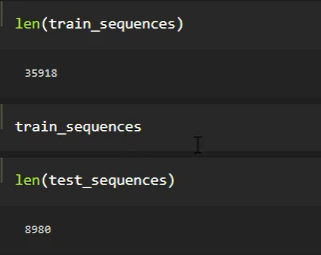 len(train_sequences)
35918
train_sequences
len(test_sequences)
8980